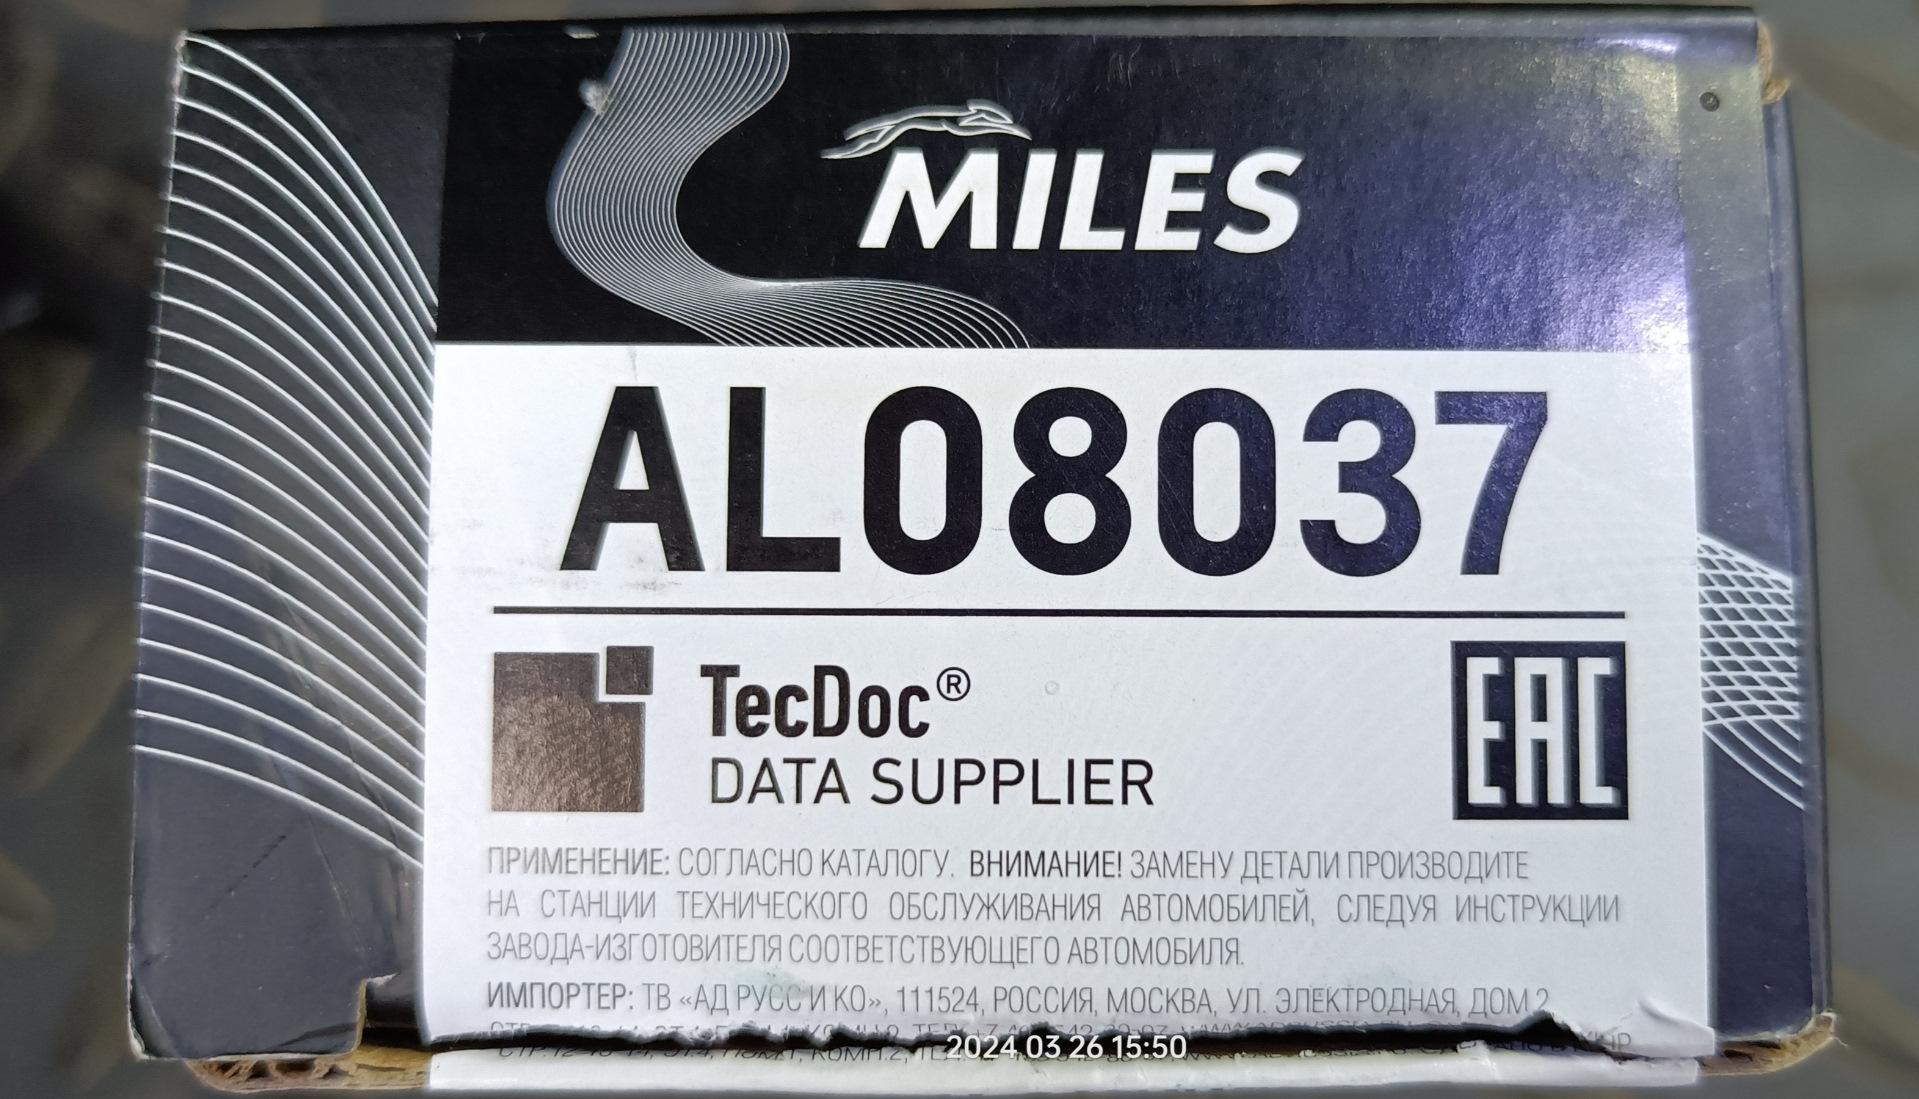 MILES
AL08037
TecDoc®
DATA SUPPLIER
EAC
ПРИМЕНЕНИЕ: СОГЛАСНО КАТАЛОГУ. ВНИМАНИЕ! ЗАМЕНУ ДЕТАЛИ ПРОИЗВОДИТЕ
НА СТАНЦИИ ТЕХНИЧЕСКОГО ОБСЛУЖИВАНИЯ АВТОМОБИЛЕЙ, СЛЕДУЯ ИНСТРУКЦИИ
ЗАВОДА-ИЗГОТОВИТЕЛЯ СООТВЕТСТВУЮЩЕГО АВТОМОБИЛЯ.
ИМПОРТЕР: ТВ «АД РУСС И КО», 111524, РОССИЯ, МОСКВА, УЛ. ЭЛЕКТРОДНАЯ, ДОМ 2
2024 03 26 15:50